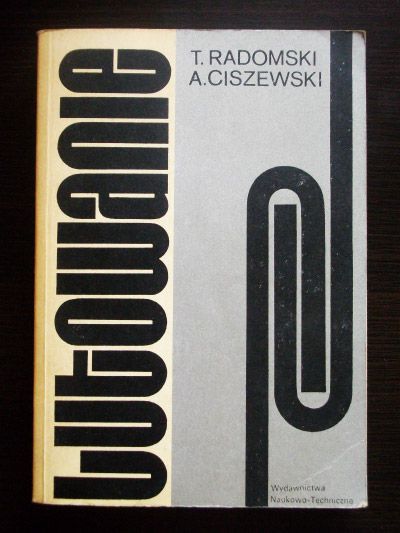 Lutowanie
T. RADOMSKI
A. CISZEWSKI
Wydawnictwa
Naukowo-Techniczne